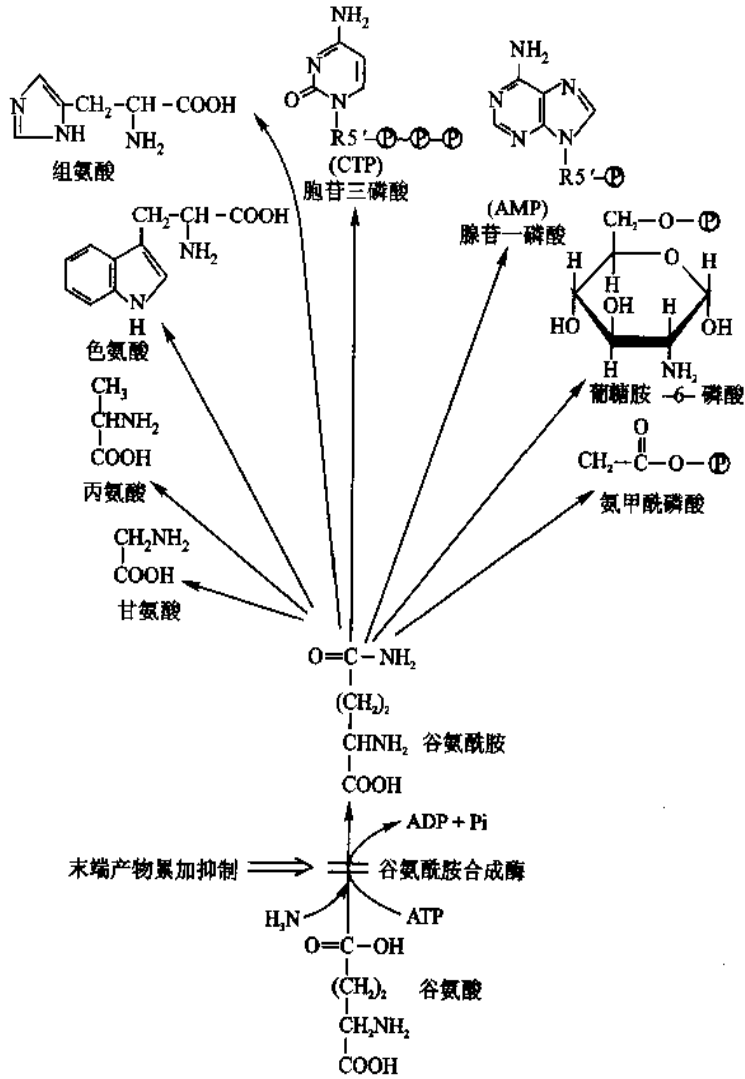 NH₂
N
O
N
R5′-Ⓟ~Ⓟ-Ⓟ
(CTP)
胞苷三磷酸
NH₂
N
N
N
N
R5′-Ⓟ
(AMP)
腺苷一磷酸
N
NH
CH₂-CH-COOH
NH₂
组氨酸
CH₂-CH-COOH
NH₂
N
H
色氨酸
CH₂-O-Ⓟ
H
O
H
H
OH
H
HO
OH
H
NH₂
葡糖胺 -6- 磷酸
CH₃
CHNH₂
COOH
丙氨酸
O
CH₂-C-O-Ⓟ
氨甲酰磷酸
CH₂NH₂
COOH
甘氨酸
O=C-NH₂
(CH₂)₂
CHNH₂ 谷氨酰胺
COOH
ADP + Pi
末端产物累加抑制
谷氨酰胺合成酶
H₃N
ATP
O=C-OH
(CH₂)₂ 谷氨酸
CH₂NH₂
COOH